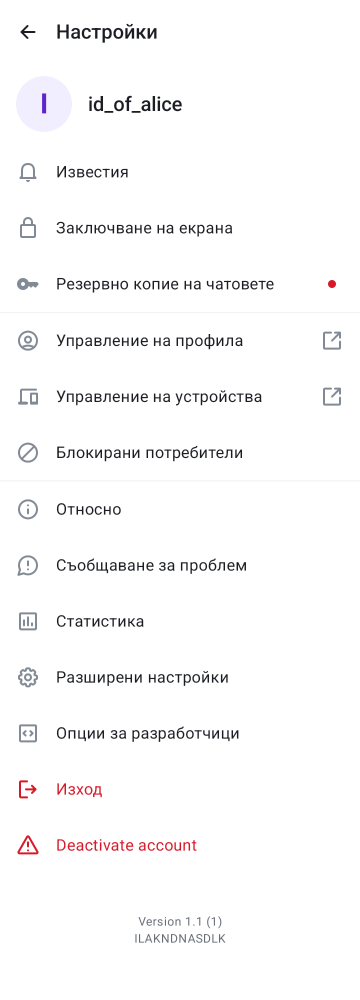 Настройки
I
id_of_alice
Известия
Заключване на екрана
Резервно копие на чатовете
Управление на профила
Управление на устройства
Блокирани потребители
Относно
Съобщаване за проблем
Статистика
Разширени настройки
Опции за разработчици
Изход
Deactivate account
Version 1.1 (1)
ILAKNDNASDLK